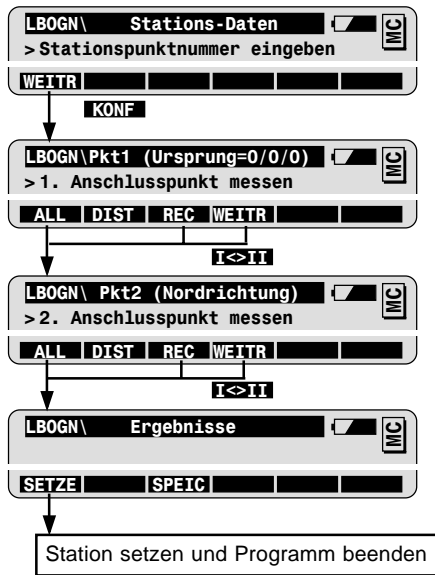 LBOGN\ Stations-Daten MC
>Stationspunktnummer eingeben
WEITR
KONF
LBOGN\Pkt1 (Ursprung=0/0/0) MC
>1. Anschlusspunkt messen
ALL DIST REC WEITR
I<>II
LBOGN\ Pkt2 (Nordrichtung) MC
>2. Anschlusspunkt messen
ALL DIST REC WEITR
I<>II
LBOGN\ Ergebnisse MC
SETZE SPEIC
Station setzen und Programm beenden